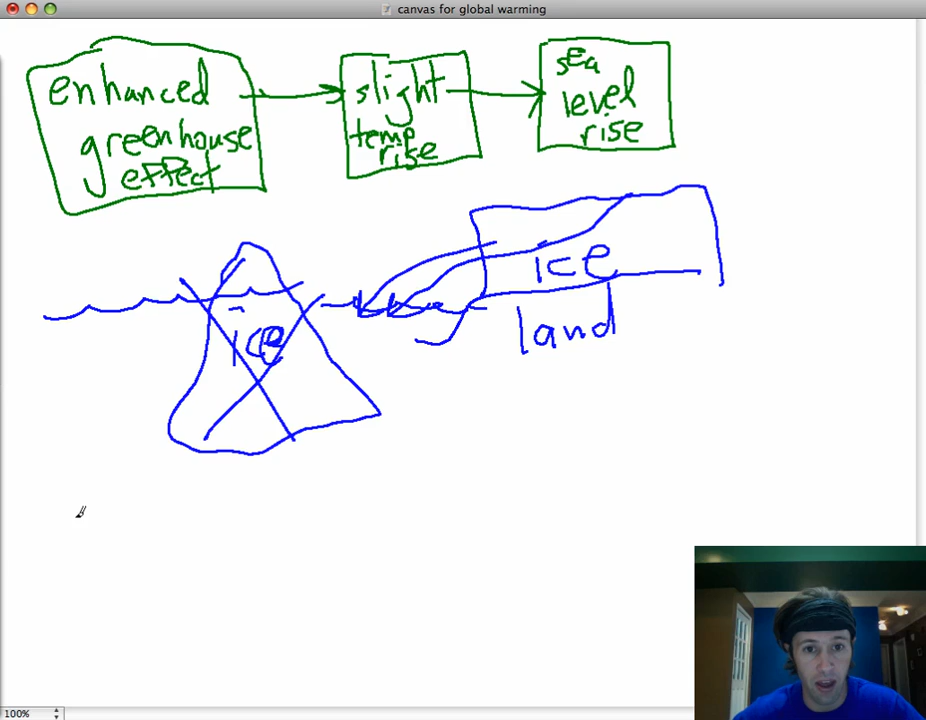 canvas for global warming
enhanced
greenhouse
effect
slight
temp
rise
sea
level
rise
ice
ice
land
100%